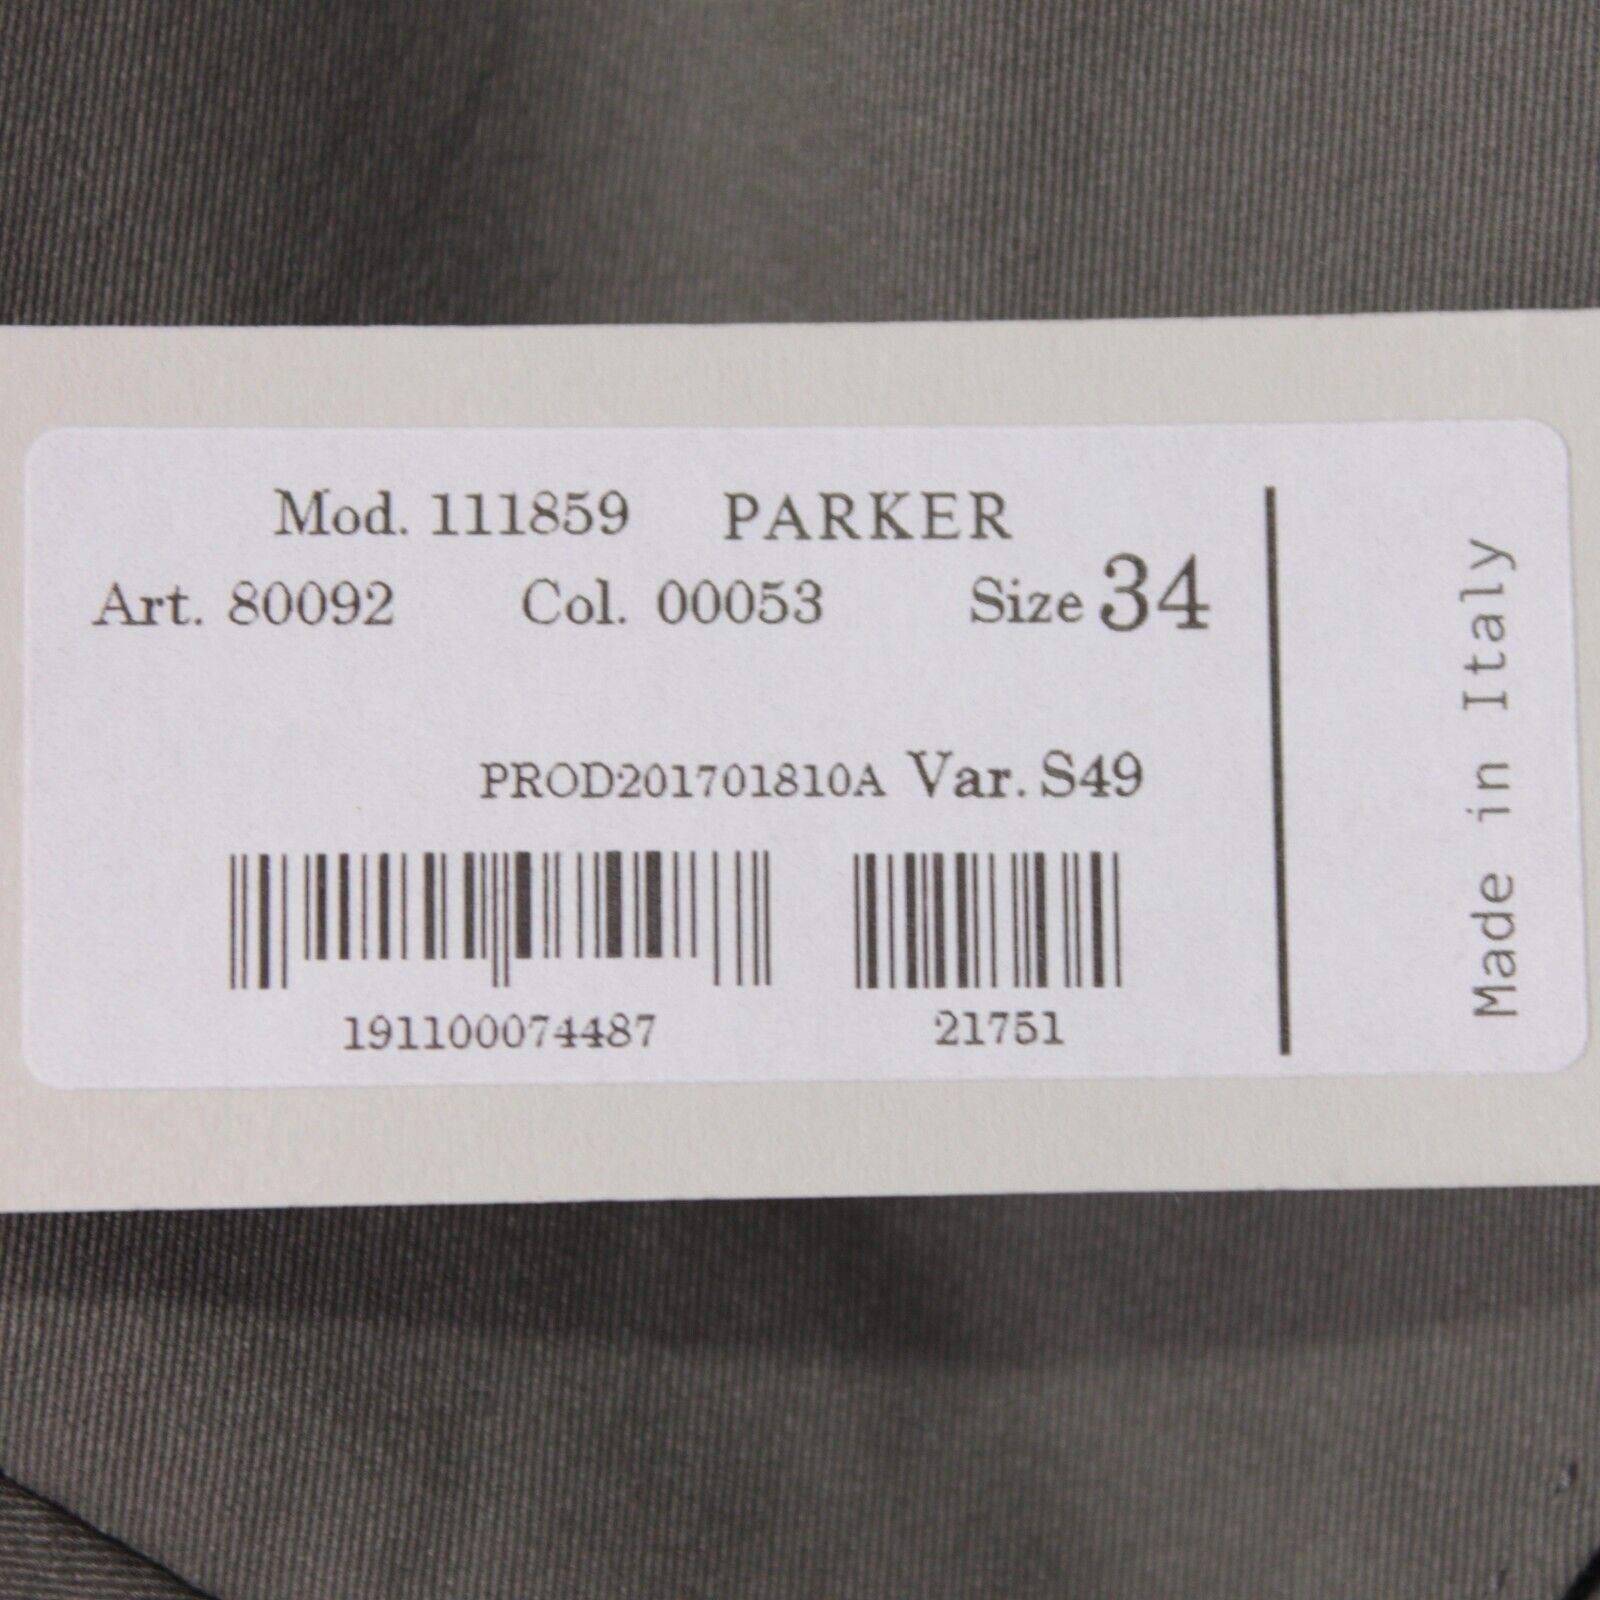 Mod. 111859 PARKER
Art. 80092 Col. 00053 Size 34
PROD201701810A Var. S49
191100074487 21751
Made in Italy